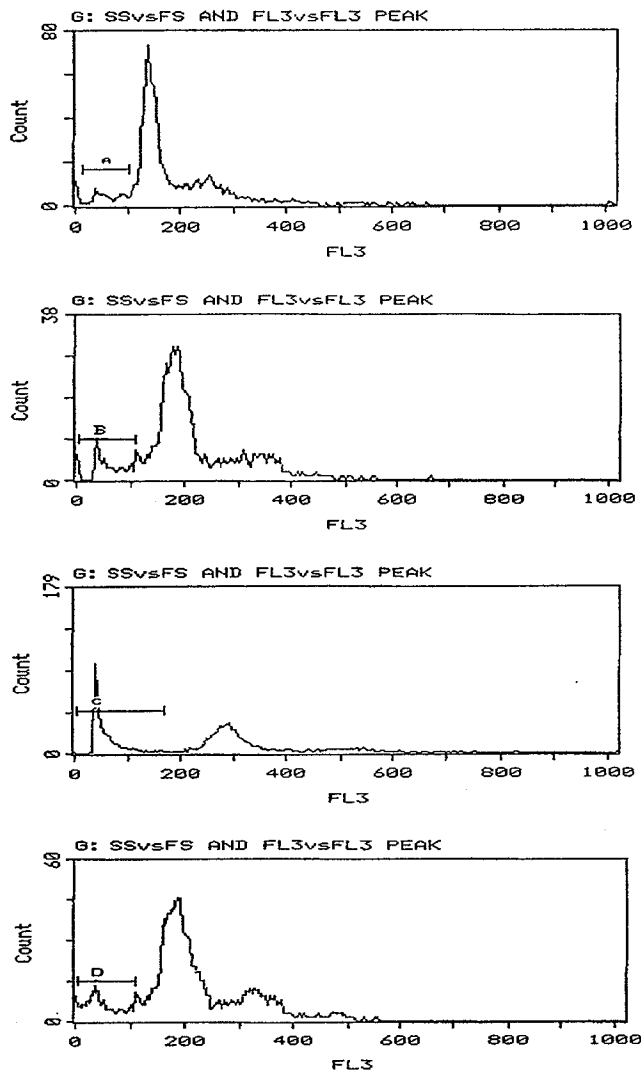 G: SSvsFS AND FL3vsFL3 PEAK
80
Count
a
0
0 200 400 600 800 1000
FL3
G: SSvsFS AND FL3vsFL3 PEAK
38
Count
B
0
0 200 400 600 800 1000
FL3
G: SSvsFS AND FL3vsFL3 PEAK
179
Count
c
0
0 200 400 600 800 1000
FL3
G: SSvsFS AND FL3vsFL3 PEAK
60
Count
D
0.
0 200 400 600 800 1000
FL3